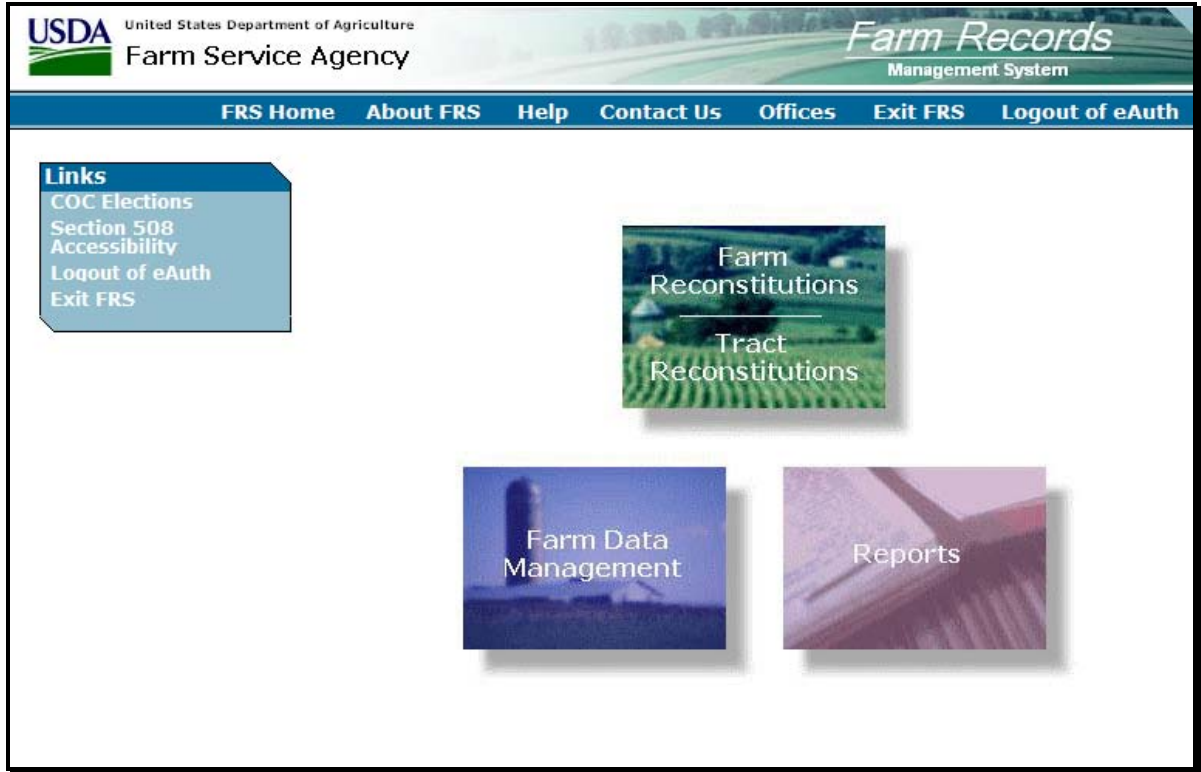 USDA
United States Department of Agriculture
Farm Service Agency
Farm Records
Management System
FRS Home About FRS Help Contact Us Offices Exit FRS Logout of eAuth
Links
COC Elections
Section 508
Accessibility
Logout of eAuth
Exit FRS
Farm
Reconstitutions
Tract
Reconstitutions
Farm Data
Management
Reports